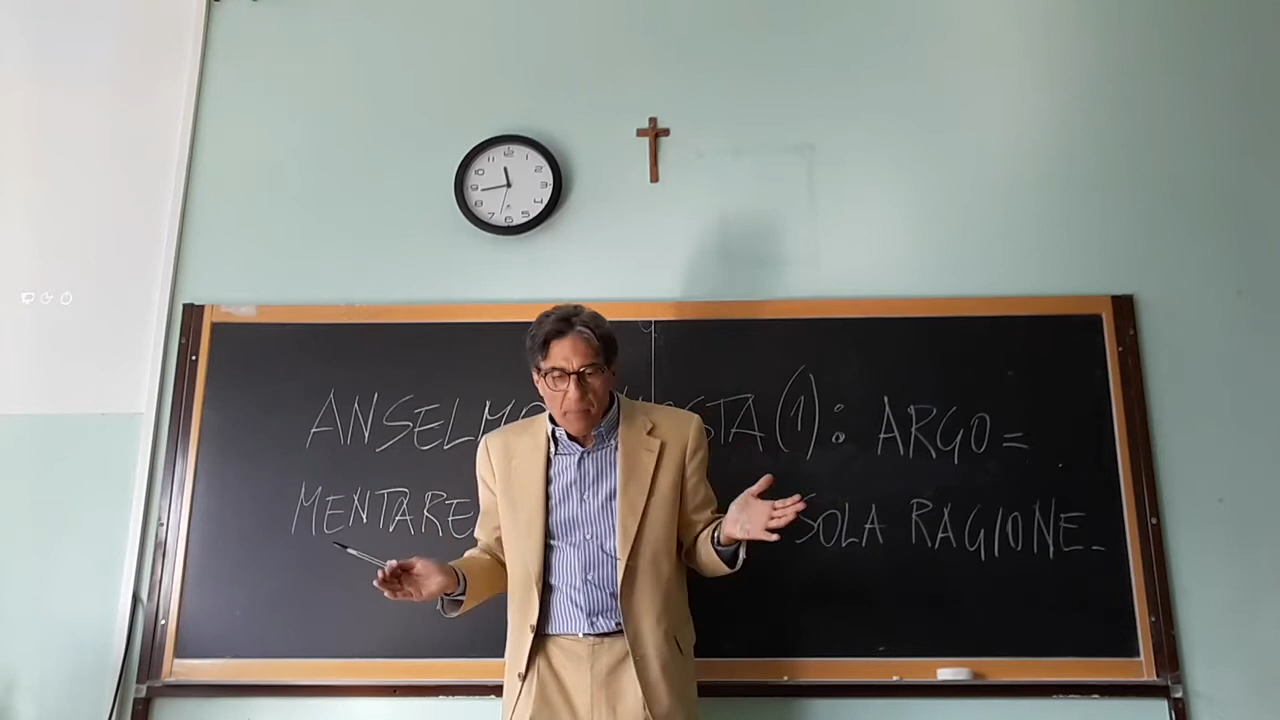 ANSELMO STA (1): ARGO=
MENTARE SOLA RAGIONE.